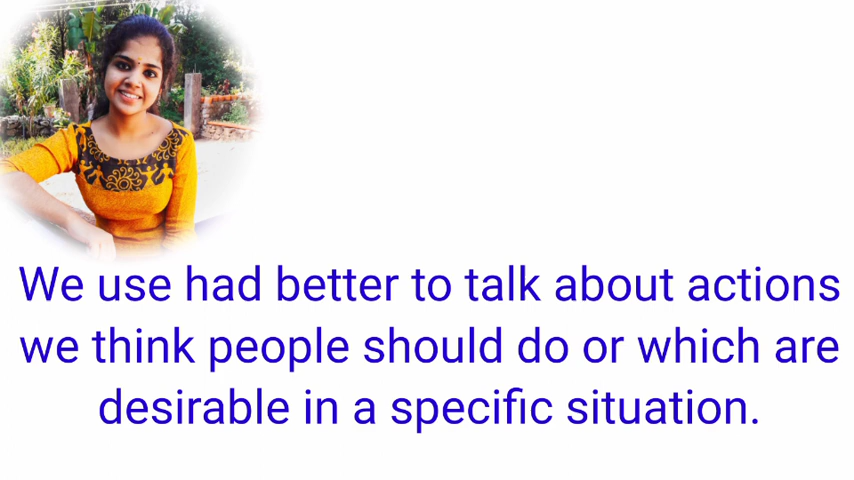 We use had better to talk about actions
we think people should do or which are
desirable in a specific situation.